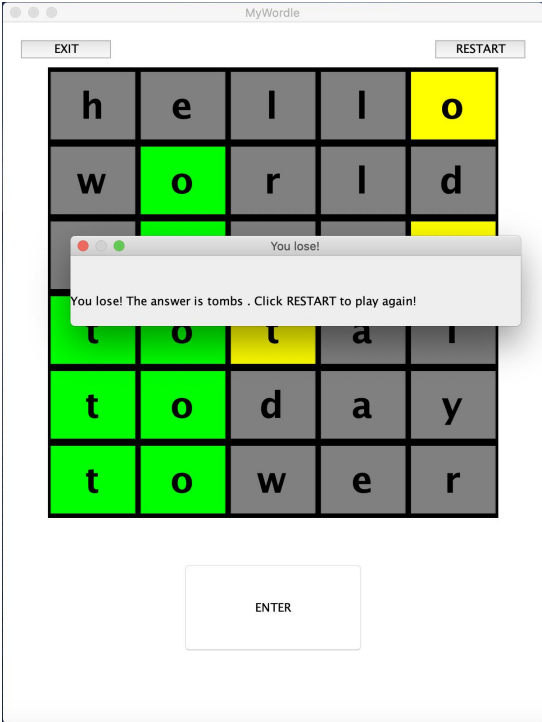 MyWordle
EXIT
RESTART
h e l l o
w o r l d
You lose!
You lose! The answer is tombs . Click RESTART to play again!
t o t a l
t o d a y
t o w e r
ENTER